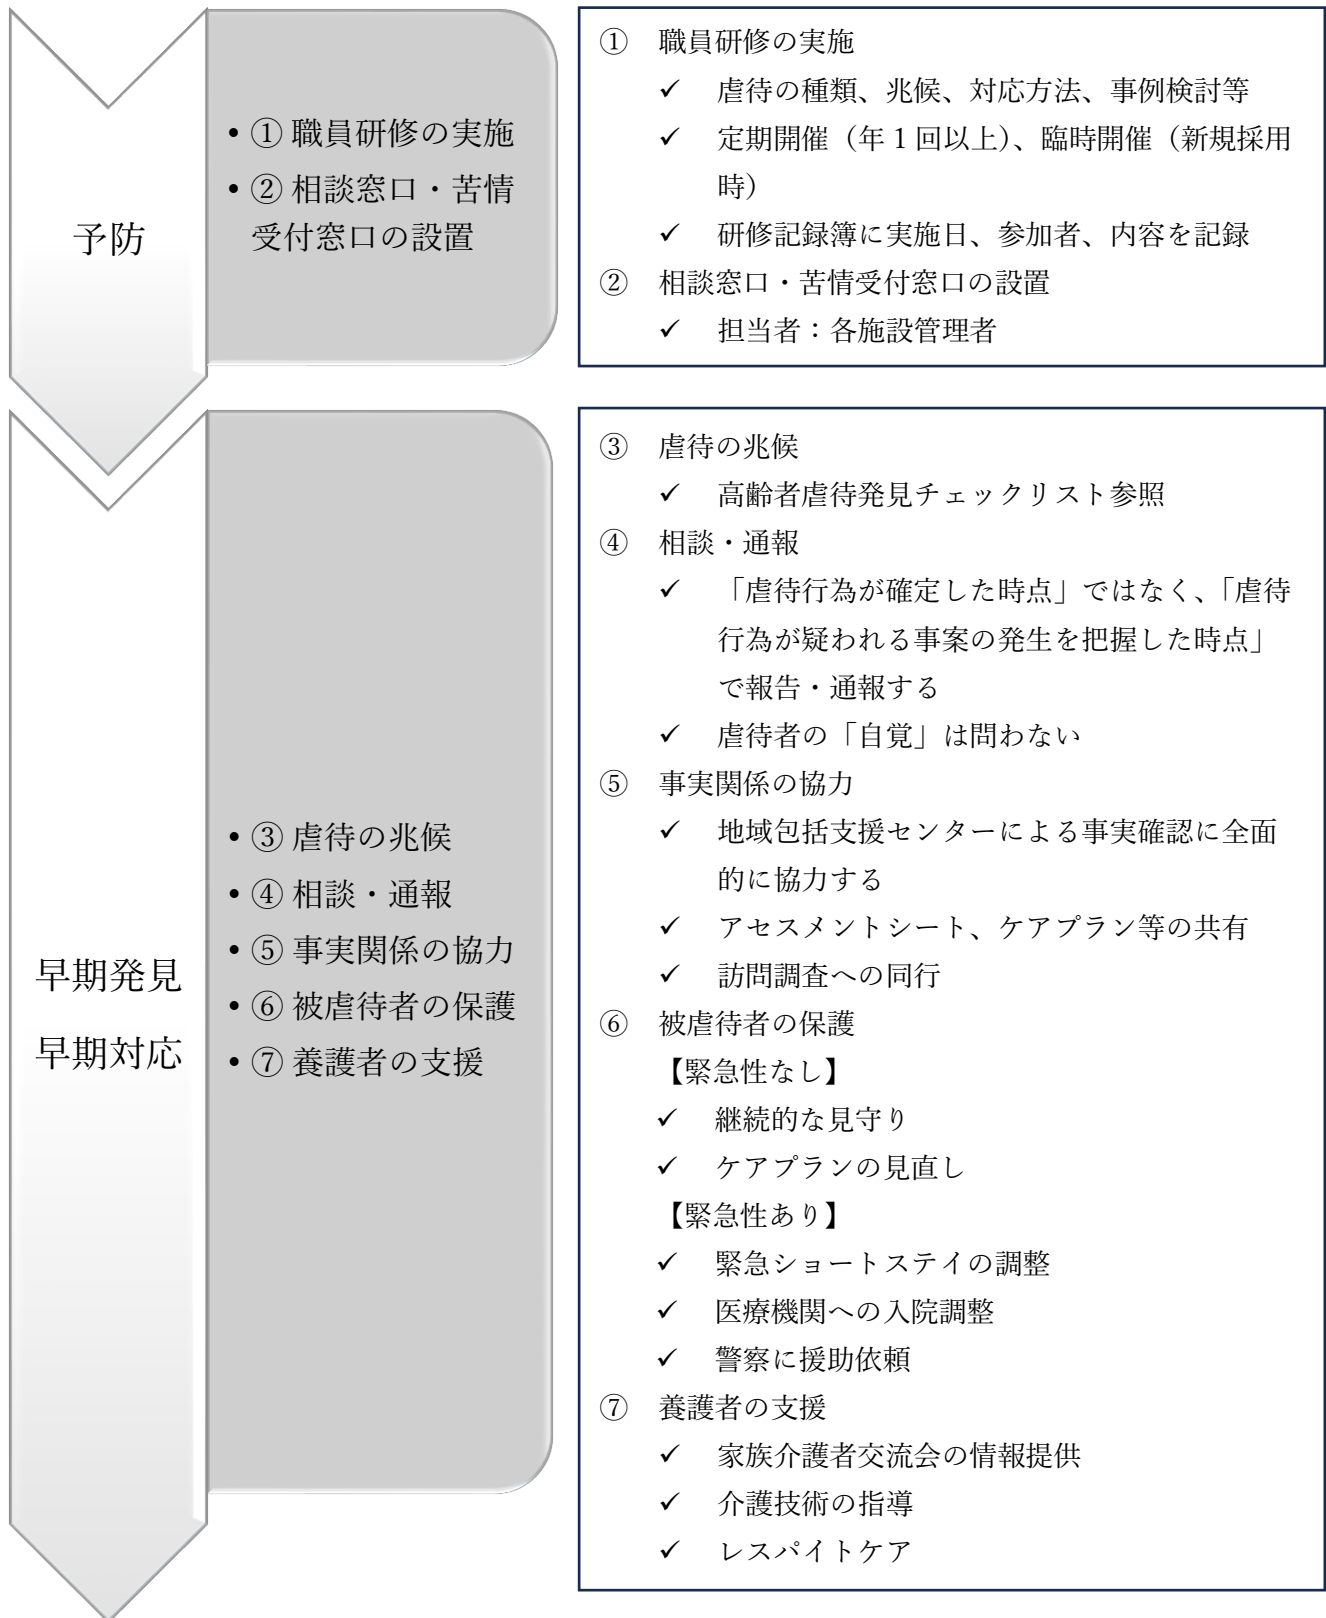 予防
• ① 職員研修の実施
• ② 相談窓口・苦情
受付窓口の設置
① 職員研修の実施
✓ 虐待の種類、兆候、対応方法、事例検討等
✓ 定期開催（年 1 回以上）、臨時開催（新規採用
時）
✓ 研修記録簿に実施日、参加者、内容を記録
② 相談窓口・苦情受付窓口の設置
✓ 担当者：各施設管理者
早期発見
早期対応
• ③ 虐待の兆候
• ④ 相談・通報
• ⑤ 事実関係の協力
• ⑥ 被虐待者の保護
• ⑦ 養護者の支援
③ 虐待の兆候
✓ 高齢者虐待発見チェックリスト参照
④ 相談・通報
✓ 「虐待行為が確定した時点」ではなく、「虐待
行為が疑われる事案の発生を把握した時点」
で報告・通報する
✓ 虐待者の「自覚」は問わない
⑤ 事実関係の協力
✓ 地域包括支援センターによる事実確認に全面
的に協力する
✓ アセスメントシート、ケアプラン等の共有
✓ 訪問調査への同行
⑥ 被虐待者の保護
【緊急性なし】
✓ 継続的な見守り
✓ ケアプランの見直し
【緊急性あり】
✓ 緊急ショートステイの調整
✓ 医療機関への入院調整
✓ 警察に援助依頼
⑦ 養護者の支援
✓ 家族介護者交流会の情報提供
✓ 介護技術の指導
✓ レスパイトケア